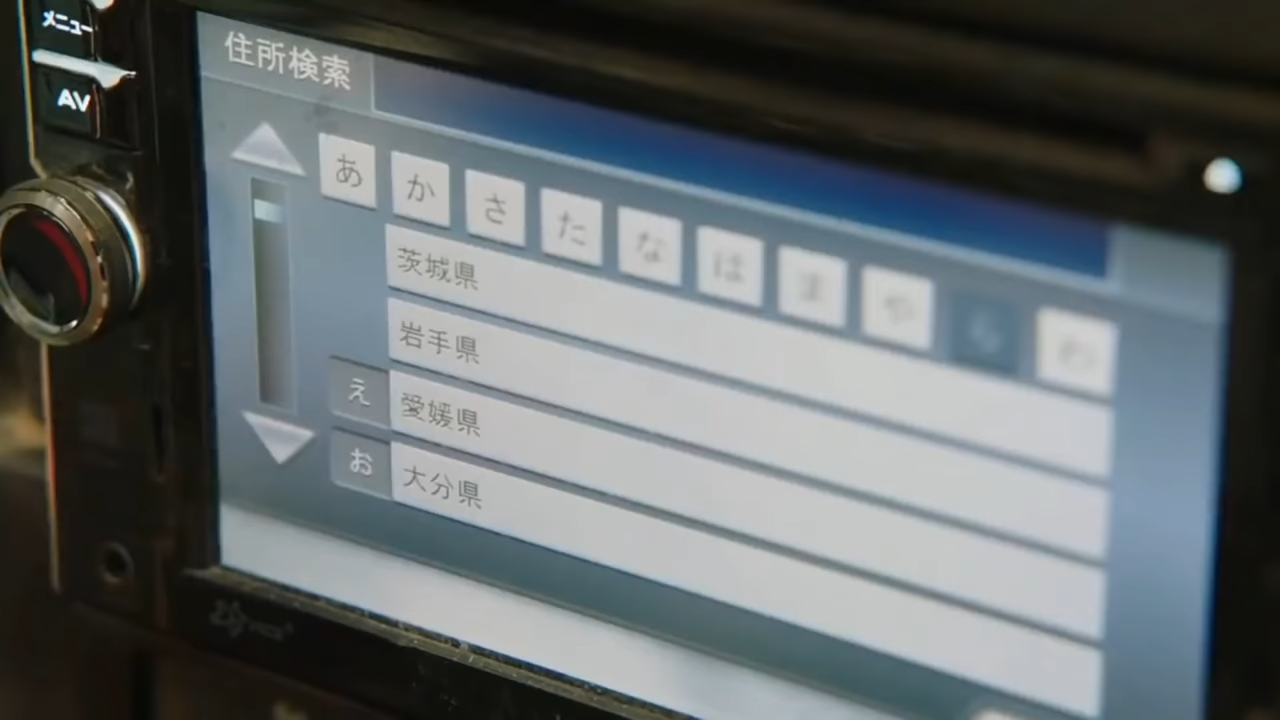 メニュー
AV
住所検索
あ か さ た な は ま や ら わ
茨城県
岩手県
え 愛媛県
お 大分県